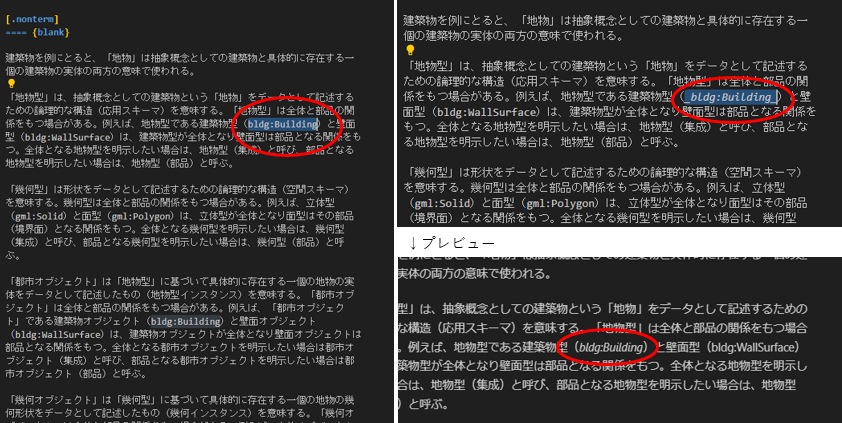 [.nonterm]
==== {blank}
建築物を例にとると、「地物」は抽象概念としての建築物と具体的に存在する一
個の建築物の実体の両方の意味で使われる。
「地物型」は、抽象概念としての建築物という「地物」をデータとして記述する
ための論理的な構造（応用スキーマ）を意味する。「地物型」は全体と部品の関
係をもつ場合がある。例えば、地物型である建築物型（bldg:Building）と壁面
型（bldg:WallSurface）は、建築物型が全体となり壁面型は部品となる関係をも
つ。全体となる地物型を明示したい場合は、地物型（集成）と呼び、部品となる
地物型を明示したい場合は、地物型（部品）と呼ぶ。
「幾何型」は形状をデータとして記述するための論理的な構造（空間スキーマ）
を意味する。幾何型は全体と部品の関係をもつ場合がある。例えば、立体型
（gml:Solid）と面型（gml:Polygon）は、立体型が全体となり面型はその部品
（境界面）となる関係をもつ。全体となる幾何型を明示したい場合は、幾何型
（集成）と呼び、部品となる幾何型を明示したい場合は、幾何型（部品）と呼
ぶ。
「都市オブジェクト」は「地物型」に基づいて具体的に存在する一個の地物の実
体をデータとして記述したもの（地物型インスタンス）を意味する。「都市オブ
ジェクト」は全体と部品の関係をもつ場合がある。例えば、「都市オブジェク
ト」である建築物オブジェクト（bldg:Building）と壁面オブジェクト
（bldg:WallSurface）は、建築物オブジェクトが全体となり壁面オブジェクトは
部品となる関係をもつ。全体となる都市オブジェクトを明示したい場合は都市オ
ブジェクト（集成）と呼び、部品となる都市オブジェクトを明示したい場合は都
市オブジェクト（部品）と呼ぶ。
「幾何オブジェクト」は「幾何型」に基づいて具体的に存在する一個の地物の幾
何形状をデータとして記述したもの（幾何インスタンス）を意味する。「幾何オ
建築物を例にとると、「地物」は抽象概念としての建築物と具体的に存在する一
個の建築物の実体の両方の意味で使われる。
「地物型」は、抽象概念としての建築物という「地物」をデータとして記述する
ための論理的な構造（応用スキーマ）を意味する。「地物型」は全体と部品の関
係をもつ場合がある。例えば、地物型である建築物型（_bldg:Building_）と壁
面型（bldg:WallSurface）は、建築物型が全体となり壁面型は部品となる関係を
もつ。全体となる地物型を明示したい場合は、地物型（集成）と呼び、部品とな
る地物型を明示したい場合は、地物型（部品）と呼ぶ。
「幾何型」は形状をデータとして記述するための論理的な構造（空間スキーマ）
を意味する。幾何型は全体と部品の関係をもつ場合がある。例えば、立体型
（gml:Solid）と面型（gml:Polygon）は、立体型が全体となり面型はその部品
（境界面）となる関係をもつ。全体となる幾何型を明示したい場合は、幾何型
↓プレビュー
実体の両方の意味で使われる。
型」は、抽象概念としての建築物という「地物」をデータとして記述するための
な構造（応用スキーマ）を意味する。「地物型」は全体と部品の関係をもつ場合
。例えば、地物型である建築物型（bldg:Building）と壁面型（bldg:WallSurface）
築物型が全体となり壁面型は部品となる関係をもつ。全体となる地物型を明示し
合は、地物型（集成）と呼び、部品となる地物型を明示したい場合は、地物型
）と呼ぶ。